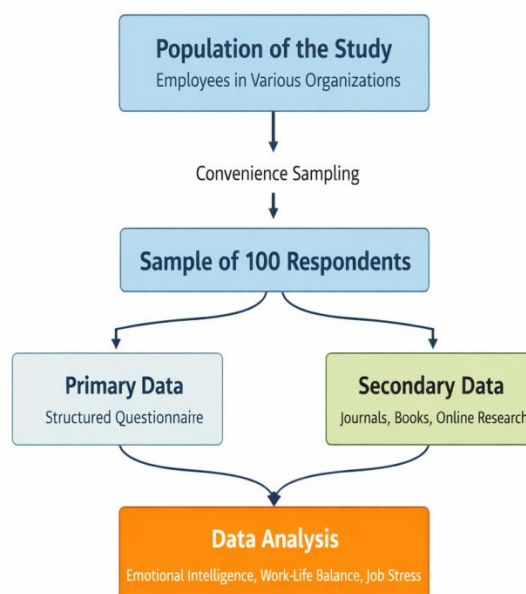 Population of the Study
Employees in Various Organizations
Convenience Sampling
Sample of 100 Respondents
Primary Data
Structured Questionnaire
Secondary Data
Journals, Books, Online Research
Data Analysis
Emotional Intelligence, Work-Life Balance, Job Stress